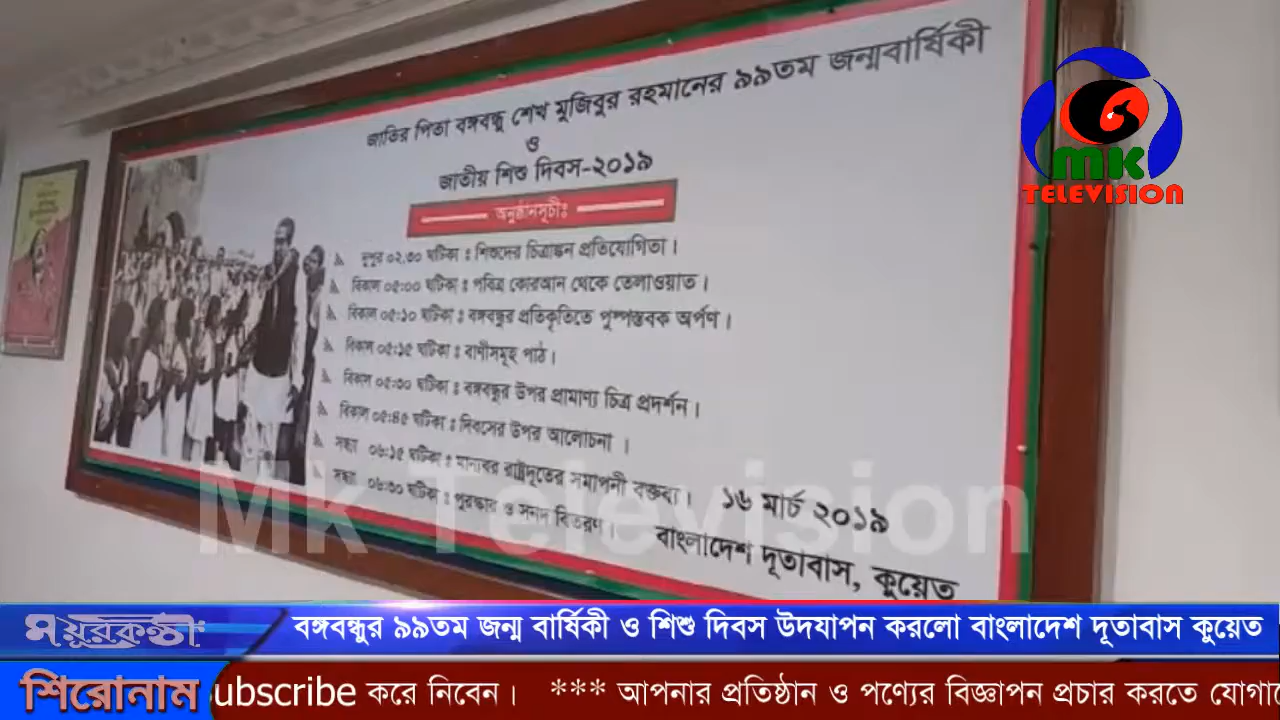 জাতির পিতা বঙ্গবন্ধু শেখ মুজিবুর রহমানের ৯৯তম জন্মবার্ষিকী
ও
জাতীয় শিশু দিবস-২০১৯
অনুষ্ঠানসূচীঃ
দুপুর ০২.৩০ ঘটিকা ঃ শিশুদের চিত্রাঙ্কন প্রতিযোগিতা।
বিকাল ০৫:০০ ঘটিকা ঃ পবিত্র কোরআন থেকে তেলাওয়াত।
বিকাল ০৫:১০ ঘটিকা ঃ বঙ্গবন্ধুর প্রতিকৃতিতে পুষ্পস্তবক অর্পণ।
বিকাল ০৫:১৫ ঘটিকা ঃ বাণীসমূহ পাঠ।
বিকাল ০৫:৩০ ঘটিকা ঃ বঙ্গবন্ধুর উপর প্রামাণ্য চিত্র প্রদর্শন।
বিকাল ০৫:৪৫ ঘটিকা ঃ দিবসের উপর আলোচনা ।
সন্ধ্যা ০৬:১৫ ঘটিকা ঃ মান্যবর রাষ্ট্রদূতের সমাপনী বক্তব্য।
সন্ধ্যা ০৬:৩০ ঘটিকা ঃ পুরস্কার ও সনদ বিতরণ।
১৬ মার্চ ২০১৯
বাংলাদেশ দূতাবাস, কুয়েত
MK
TELEVISION
Mk Television
ময়ূরকন্ঠী
বঙ্গবন্ধুর ৯৯তম জন্ম বার্ষিকী ও শিশু দিবস উদযাপন করলো বাংলাদেশ দূতাবাস কুয়েত
শিরোনাম
ubscribe করে নিবেন। *** আপনার প্রতিষ্ঠান ও পণ্যের বিজ্ঞাপন প্রচার করতে যোগা